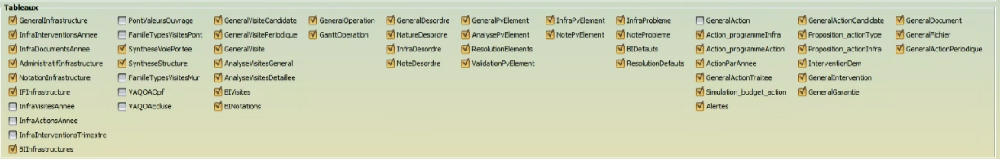 Tableaux
GeneralInfrastructure
InfraInterventionsAnnee
InfraDocumentsAnnee
AdministratifInfrastructure
NotationInfrastructure
IFInfrastructure
InfraVisitesAnnee
InfraActionsAnnee
InfraInterventionsTrimestre
BIInfrastructures
PontValeursOuvrage
FamilleTypesVisitesPont
SyntheseVoiePortee
SyntheseStructure
FamilleTypesVisitesMur
VAQOAOpf
VAQOAEcluse
GeneralVisiteCandidate
GeneralVisitePeriodique
GeneralVisite
AnalyseVisitesGeneral
AnalyseVisitesDetaillee
BIVisites
BINotations
GeneralOperation
GanttOperation
GeneralDesordre
NatureDesordre
InfraDesordre
NoteDesordre
GeneralPvElement
AnalysePvElement
ResolutionElements
ValidationPvElement
InfraPvElement
NotePvElement
InfraProbleme
NoteProbleme
BIDefauts
ResolutionDefauts
GeneralAction
Action_programmeInfra
Action_programmeAction
ActionParAnnee
GeneralActionTraitee
Simulation_budget_action
Alertes
GeneralActionCandidate
Proposition_actionType
Proposition_actionInfra
InterventionDem
GeneralIntervention
GeneralGarantie
GeneralDocument
GeneralFichier
GeneralActionPeriodique